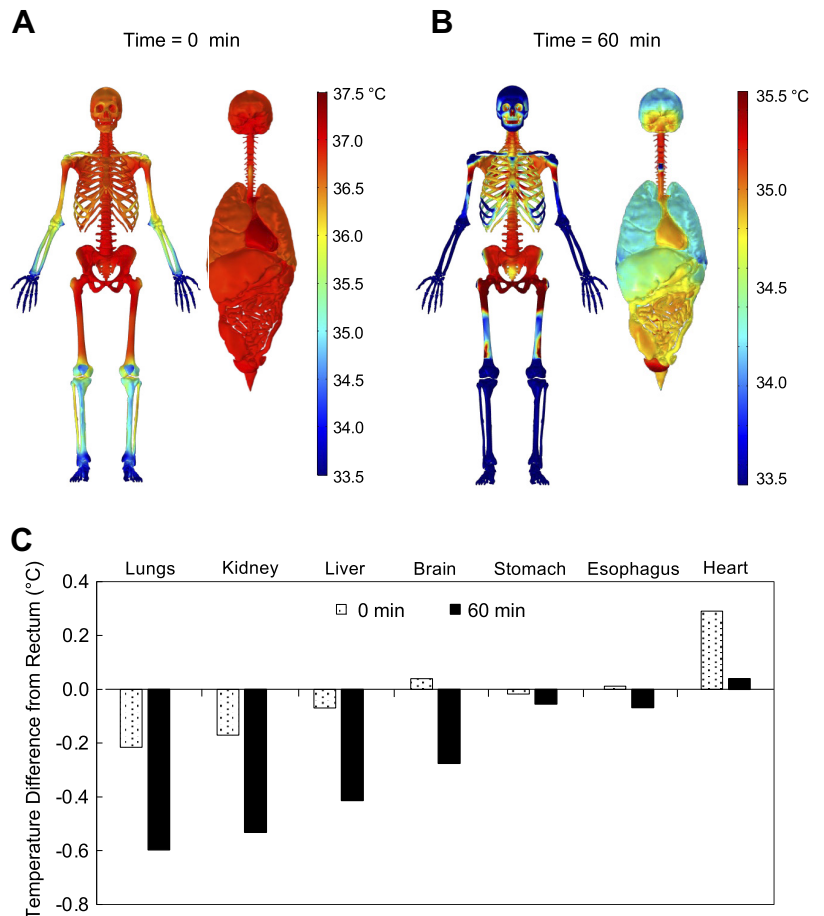 A
Time = 0 min
37.5 °C
37.0
36.5
36.0
35.5
35.0
34.5
34.0
33.5
B
Time = 60 min
35.5 °C
35.0
34.5
34.0
33.5
C
Lungs Kidney Liver Brain Stomach Esophagus Heart
0 min 60 min
Temperature Difference from Rectum (°C)
0.4
0.2
0.0
-0.2
-0.4
-0.6
-0.8